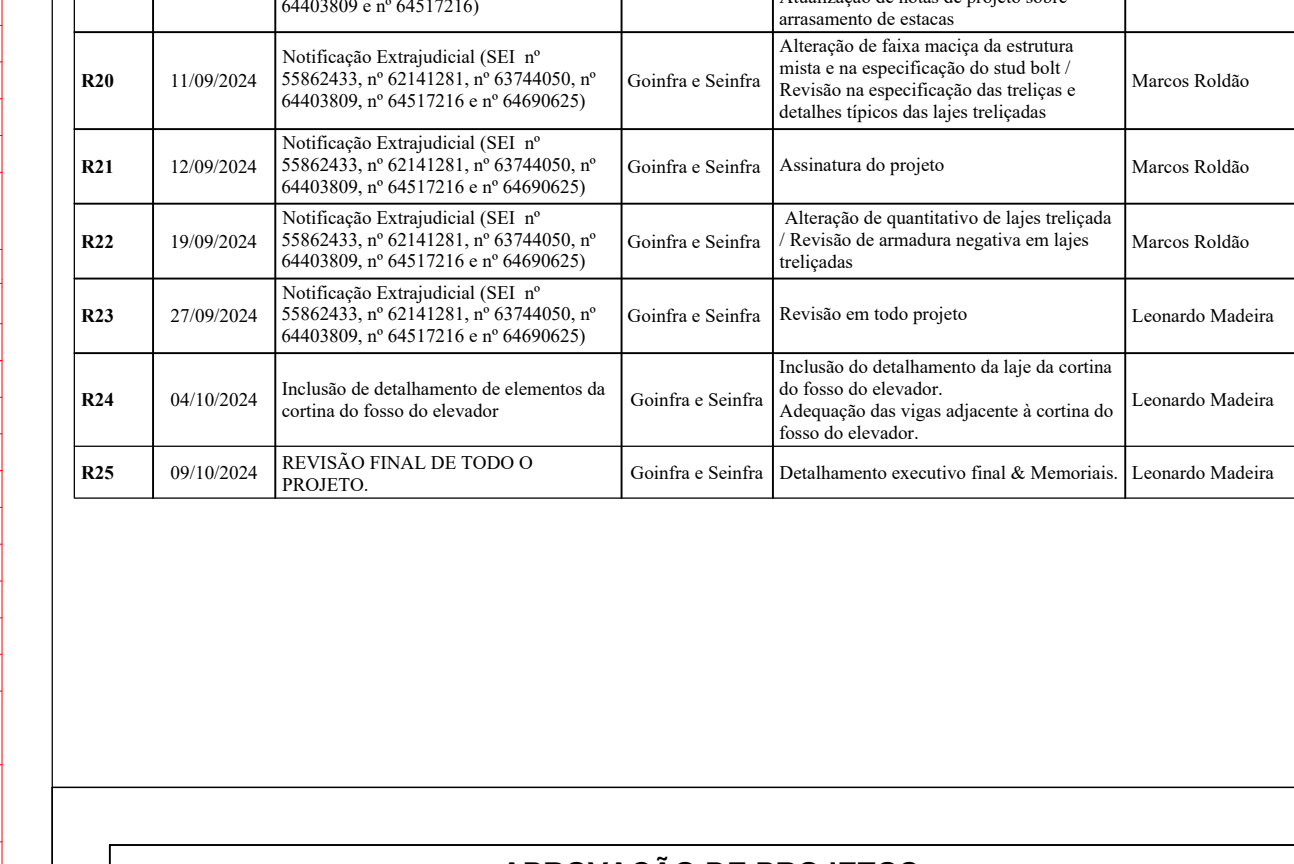 64403809 e nº 64517216)
Atualização de notas de projeto sobre
arrasamento de estacas
R20
11/09/2024
Notificação Extrajudicial (SEI nº
55862433, nº 62141281, nº 63744050, nº
64403809, nº 64517216 e nº 64690625)
Goinfra e Seinfra
Alteração de faixa maciça da estrutura
mista e na especificação do stud bolt /
Revisão na especificação das treliças e
detalhes típicos das lajes treliçadas
Marcos Roldão
R21
12/09/2024
Notificação Extrajudicial (SEI nº
55862433, nº 62141281, nº 63744050, nº
64403809, nº 64517216 e nº 64690625)
Goinfra e Seinfra
Assinatura do projeto
Marcos Roldão
R22
19/09/2024
Notificação Extrajudicial (SEI nº
55862433, nº 62141281, nº 63744050, nº
64403809, nº 64517216 e nº 64690625)
Goinfra e Seinfra
Alteração de quantitativo de lajes treliçada
/ Revisão de armadura negativa em lajes
treliçadas
Marcos Roldão
R23
27/09/2024
Notificação Extrajudicial (SEI nº
55862433, nº 62141281, nº 63744050, nº
64403809, nº 64517216 e nº 64690625)
Goinfra e Seinfra
Revisão em todo projeto
Leonardo Madeira
R24
04/10/2024
Inclusão de detalhamento de elementos da
cortina do fosso do elevador
Goinfra e Seinfra
Inclusão do detalhamento da laje da cortina
do fosso do elevador.
Adequação das vigas adjacente à cortina do
fosso do elevador.
Leonardo Madeira
R25
09/10/2024
REVISÃO FINAL DE TODO O
PROJETO.
Goinfra e Seinfra
Detalhamento executivo final & Memoriais.
Leonardo Madeira
APROVAÇÃO DE PROJETOS